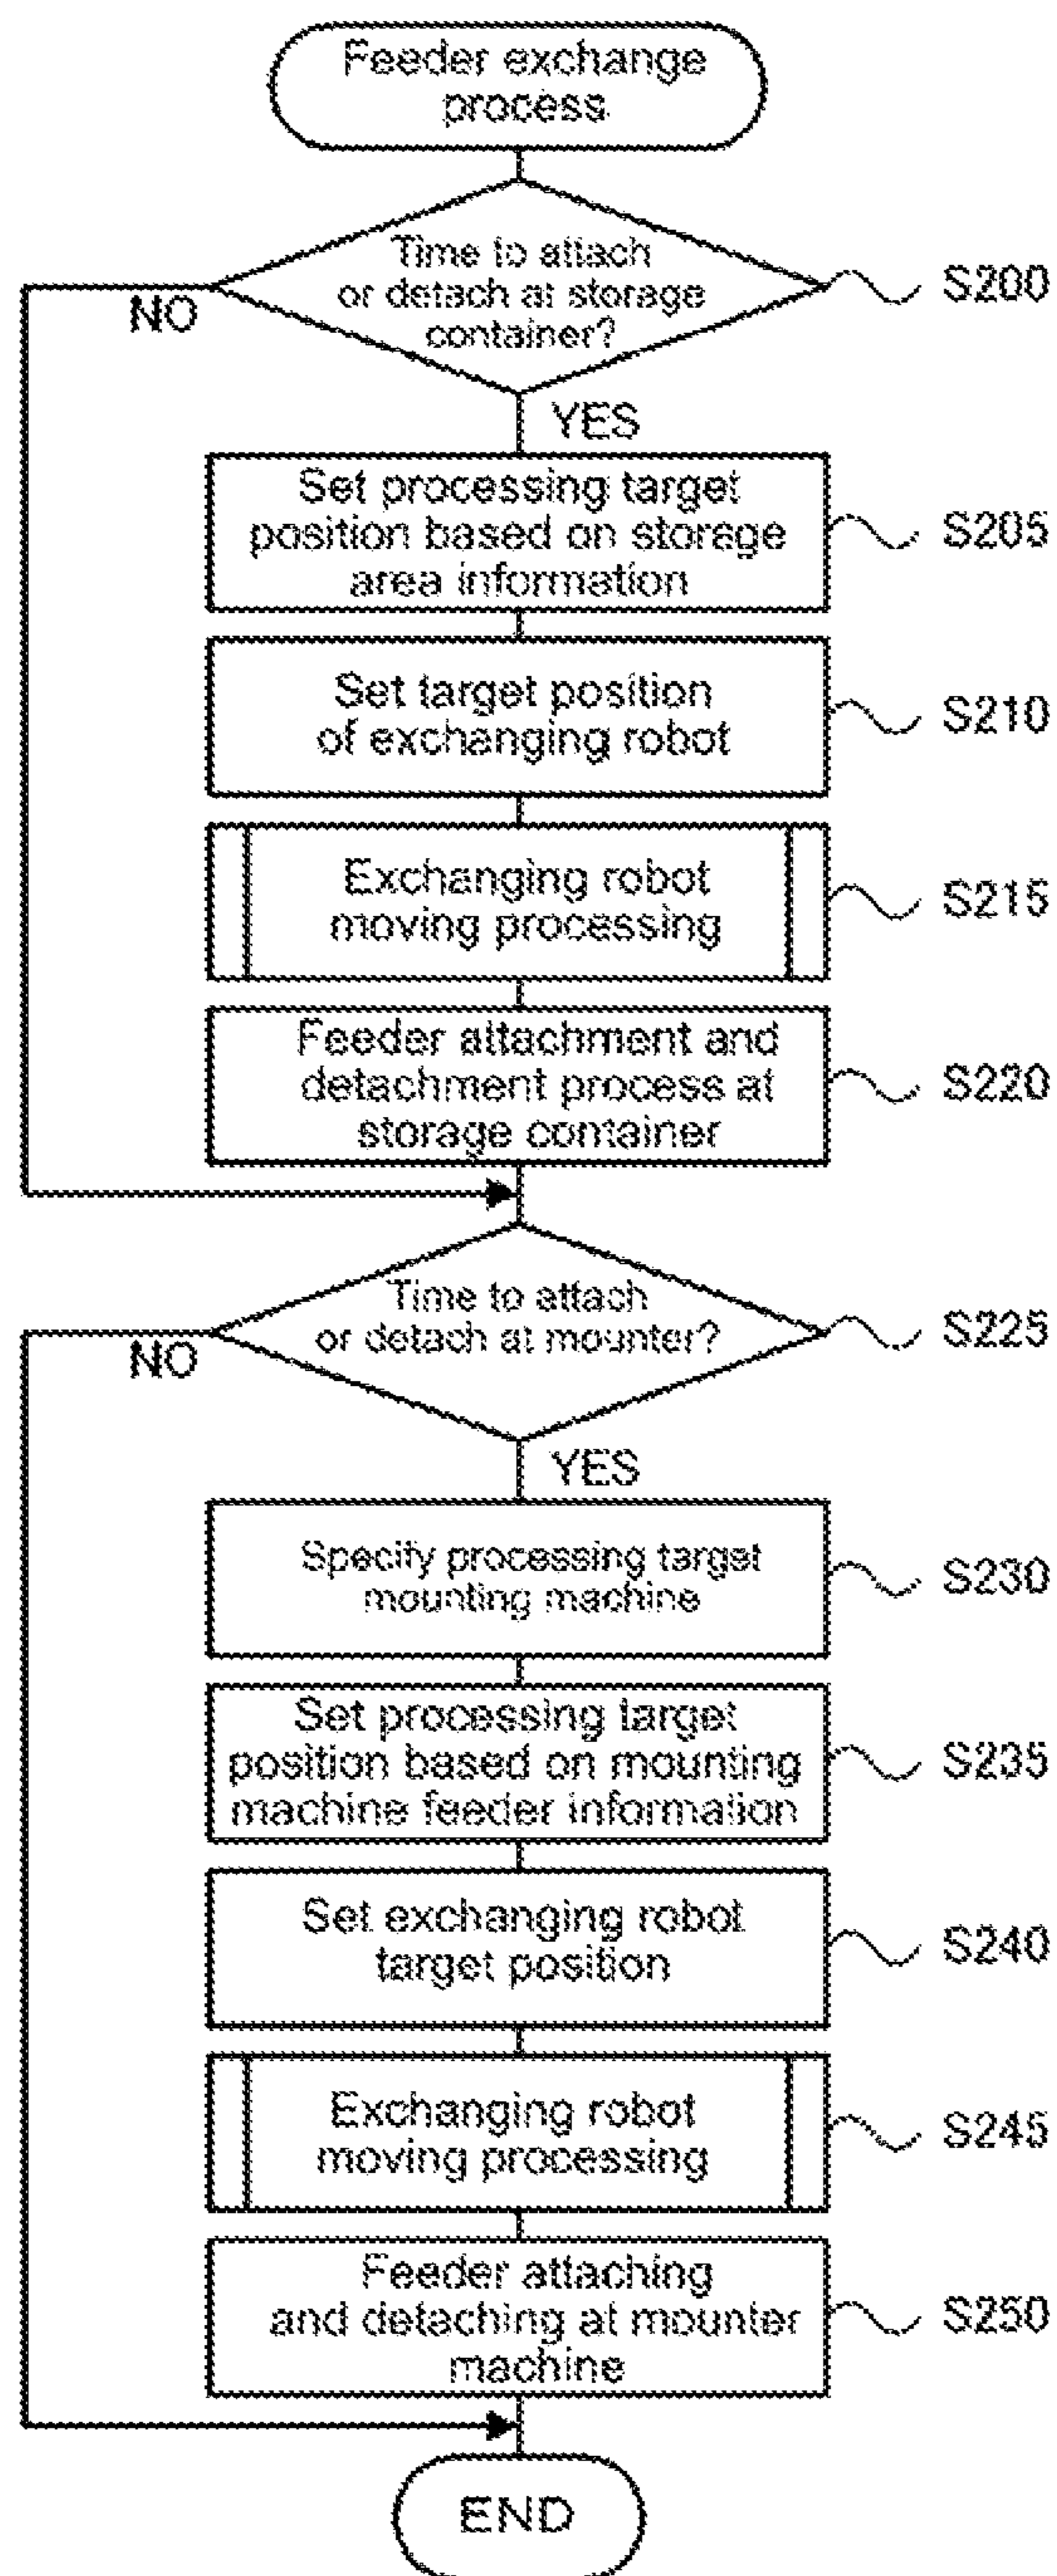 Feeder exchange
process
Time to attach
or detach at storage
container?
S200
NO
YES
Set processing target
position based on storage
area information
S205
Set target position
of exchanging robot
S210
Exchanging robot
moving processing
S215
Feeder attachment and
detachment process at
storage container
S220
Time to attach
or detach at mounter?
S225
NO
YES
Specify processing target
mounting machine
S230
Set processing target
position based on mounting
machine feeder information
S235
Set exchanging robot
target position
S240
Exchanging robot
moving processing
S245
Feeder attaching
and detaching at mounter
machine
S250
END